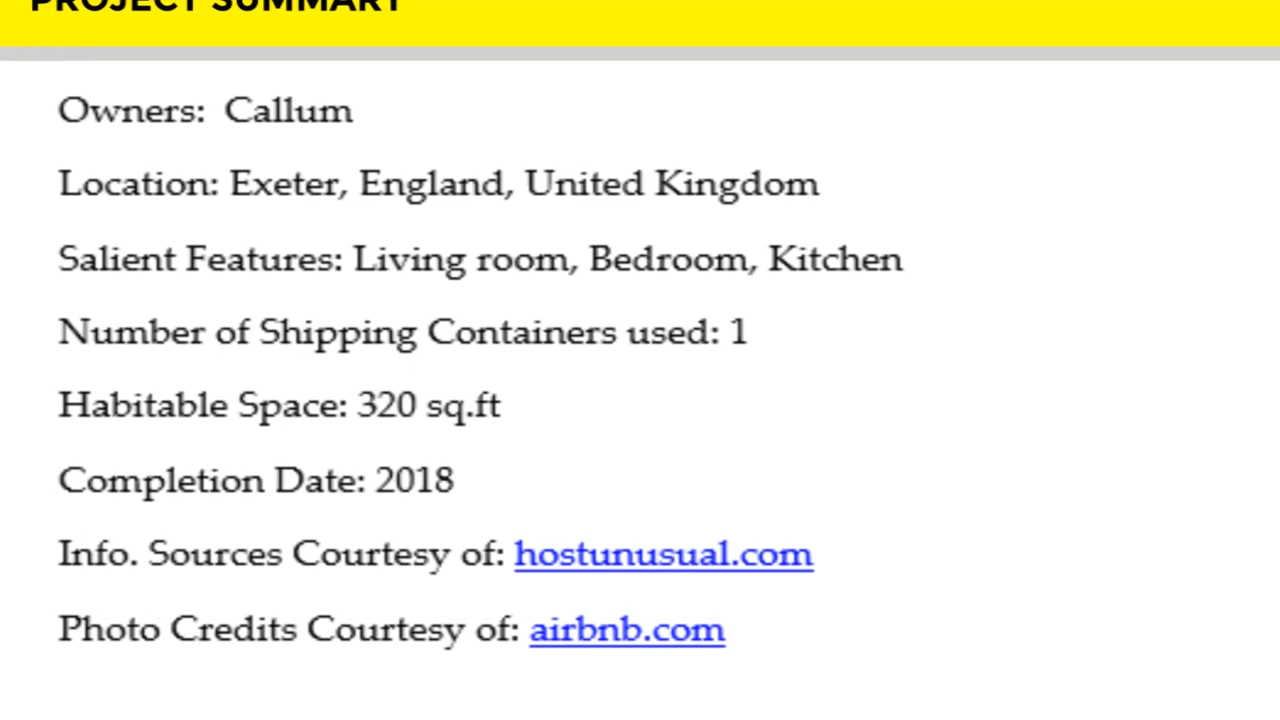 PROJECT SUMMARY
Owners: Callum
Location: Exeter, England, United Kingdom
Salient Features: Living room, Bedroom, Kitchen
Number of Shipping Containers used: 1
Habitable Space: 320 sq.ft
Completion Date: 2018
Info. Sources Courtesy of: hostunusual.com
Photo Credits Courtesy of: airbnb.com